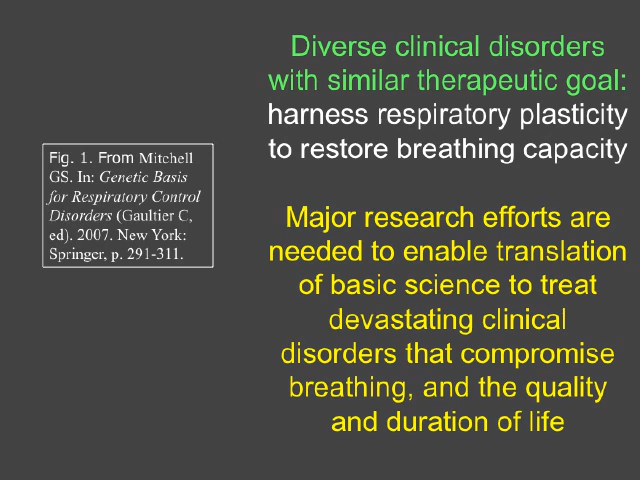 Diverse clinical disorders
with similar therapeutic goal:
harness respiratory plasticity
to restore breathing capacity
Fig. 1. From Mitchell
GS. In: Genetic Basis
for Respiratory Control
Disorders (Gaultier C,
ed). 2007. New York:
Springer, p. 291-311.
Major research efforts are
needed to enable translation
of basic science to treat
devastating clinical
disorders that compromise
breathing, and the quality
and duration of life